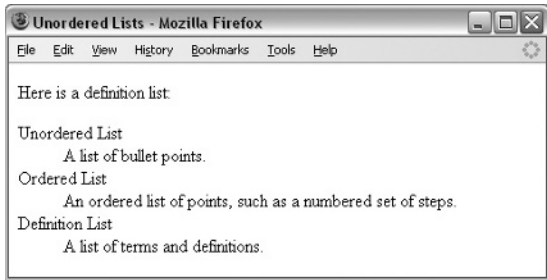 Unordered Lists - Mozilla Firefox
File Edit View History Bookmarks Tools Help
Here is a definition list:
Unordered List
A list of bullet points.
Ordered List
An ordered list of points, such as a numbered set of steps.
Definition List
A list of terms and definitions.